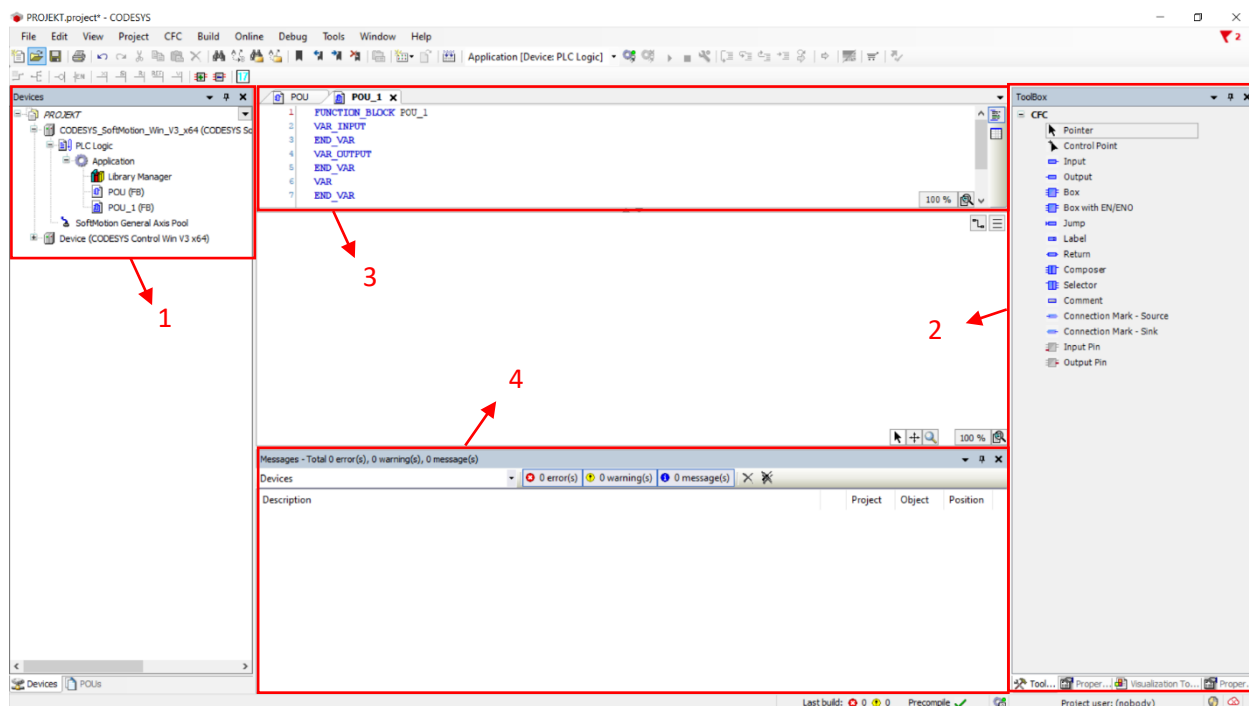 PROJEKT.project* - CODESYS
File Edit View Project CFC Build Online Debug Tools Window Help
2
Application [Device: PLC Logic]
Devices
PROJEKT
CODESYS_SoftMotion_Win_V3_x64 (CODESYS So
PLC Logic
Application
Library Manager
POU (FB)
POU_1 (FB)
SoftMotion General Axis Pool
Device (CODESYS Control Win V3 x64)
1
Devices POUs
POU POU_1
1 FUNCTION_BLOCK POU_1
2 VAR_INPUT
3 END_VAR
4 VAR_OUTPUT
5 END_VAR
6 VAR
7 END_VAR
100 %
3
4
100 %
Messages - Total 0 error(s), 0 warning(s), 0 message(s)
Devices 0 error(s) 0 warning(s) 0 message(s)
Description Project Object Position
ToolBox
CFC
Pointer
Control Point
Input
Output
Box
Box with EN/ENO
Jump
Label
Return
Composer
Selector
Comment
Connection Mark - Source
Connection Mark - Sink
Input Pin
Output Pin
2
Tool... Proper... Visualization To... Proper...
Last build: 0 0 Precompile Project user: (nobody)